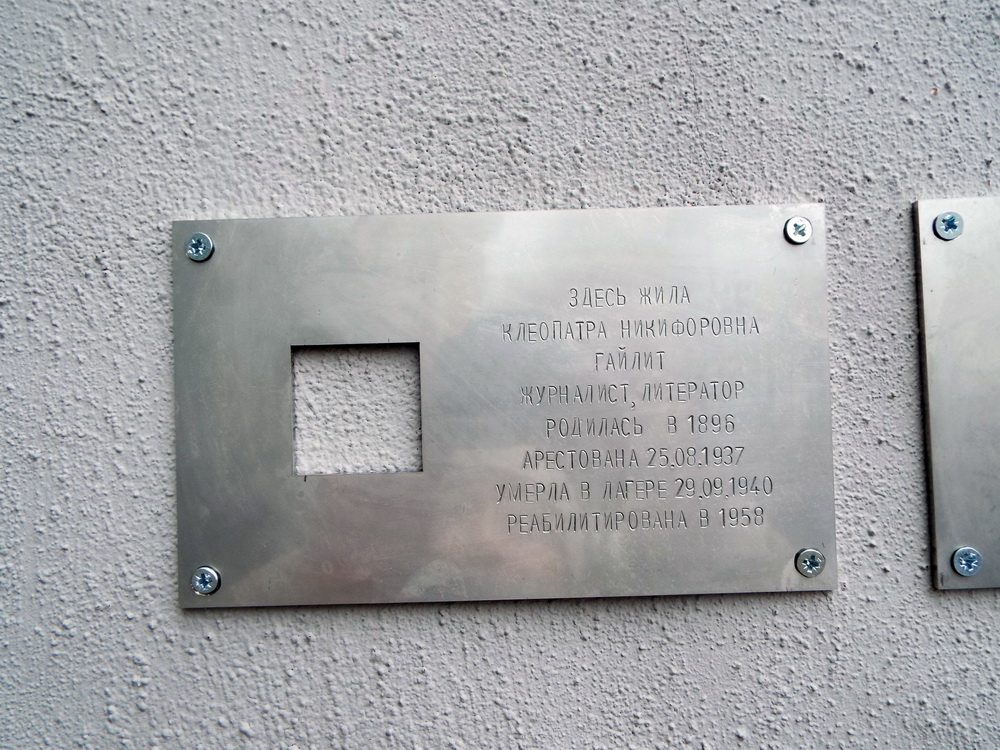 ЗДЕСЬ ЖИЛА
КЛЕОПАТРА НИКИФОРОВНА
ГАЙЛИТ
ЖУРНАЛИСТ, ЛИТЕРАТОР
РОДИЛАСЬ В 1896
АРЕСТОВАНА 25.08.1937
УМЕРЛА В ЛАГЕРЕ 29.09.1940
РЕАБИЛИТИРОВАНА В 1958